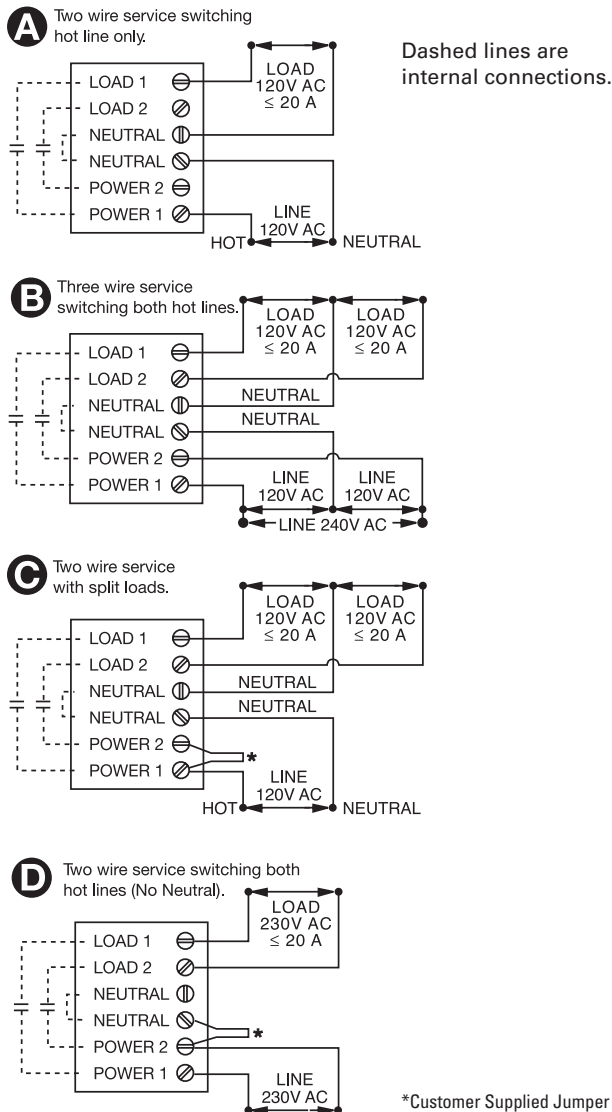 A Two wire service switching
hot line only.
Dashed lines are
internal connections.
LOAD 1
LOAD 2
NEUTRAL
NEUTRAL
POWER 2
POWER 1
LOAD
120V AC
≤ 20 A
LINE
120V AC
HOT
NEUTRAL
B Three wire service
switching both hot lines.
LOAD 1
LOAD 2
NEUTRAL
NEUTRAL
POWER 2
POWER 1
LOAD
120V AC
≤ 20 A
LOAD
120V AC
≤ 20 A
NEUTRAL
NEUTRAL
LINE
120V AC
LINE
120V AC
LINE 240V AC
C Two wire service
with split loads.
LOAD 1
LOAD 2
NEUTRAL
NEUTRAL
POWER 2
POWER 1
LOAD
120V AC
≤ 20 A
LOAD
120V AC
≤ 20 A
NEUTRAL
NEUTRAL
*
LINE
120V AC
HOT
NEUTRAL
D Two wire service switching both
hot lines (No Neutral).
LOAD 1
LOAD 2
NEUTRAL
NEUTRAL
POWER 2
POWER 1
LOAD
230V AC
≤ 20 A
*
LINE
230V AC
*Customer Supplied Jumper